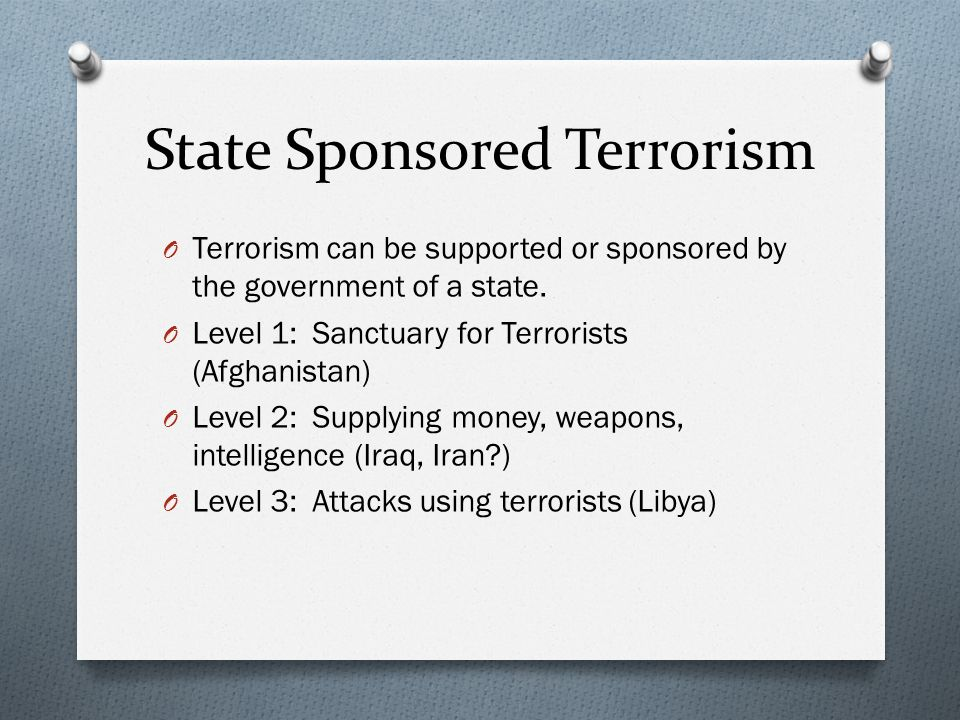 State Sponsored Terrorism
Terrorism can be supported or sponsored by
the government of a state.
Level 1: Sanctuary for Terrorists
(Afghanistan)
Level 2: Supplying money, weapons,
intelligence (Iraq, Iran?)
Level 3: Attacks using terrorists (Libya)